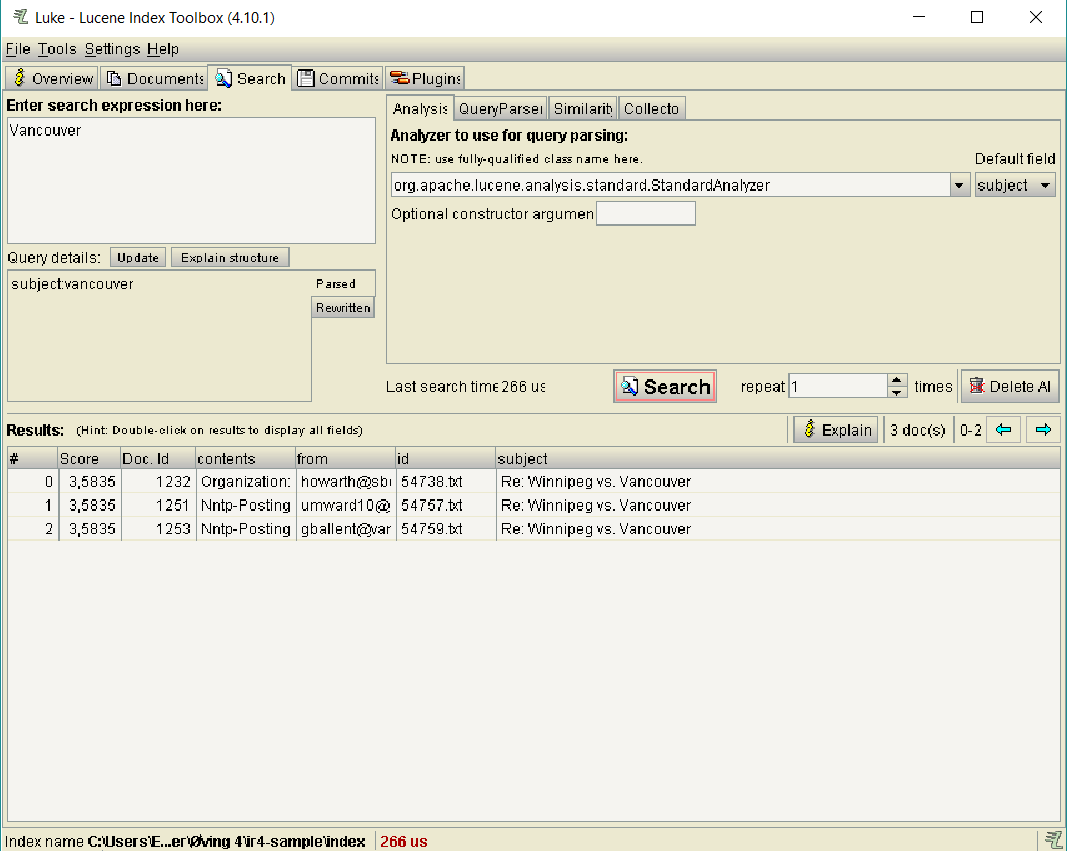 Luke - Lucene Index Toolbox (4.10.1)
File Tools Settings Help
Overview Documents Search Commits Plugins
Enter search expression here:
Vancouver
Analysis QueryParser Similarity Collecto
Analyzer to use for query parsing:
NOTE: use fully-qualified class name here.
Default field
org.apache.lucene.analysis.standard.StandardAnalyzer
subject
Optional constructor argumen
Query details: Update Explain structure
subject:vancouver
Parsed
Rewritten
Last search time 266 us
Search
repeat 1 times
Delete Al
Results: (Hint: Double-click on results to display all fields)
Explain 3 doc(s) 0-2
# Score Doc. Id contents from id subject
0 3,5835 1232 Organization: howarth@sb 54738.txt Re: Winnipeg vs. Vancouver
1 3,5835 1251 Nntp-Posting umward10@ 54757.txt Re: Winnipeg vs. Vancouver
2 3,5835 1253 Nntp-Posting gballent@var 54759.txt Re: Winnipeg vs. Vancouver
Index name C:\Users\E...er\Øving 4\ir4-sample\index 266 us